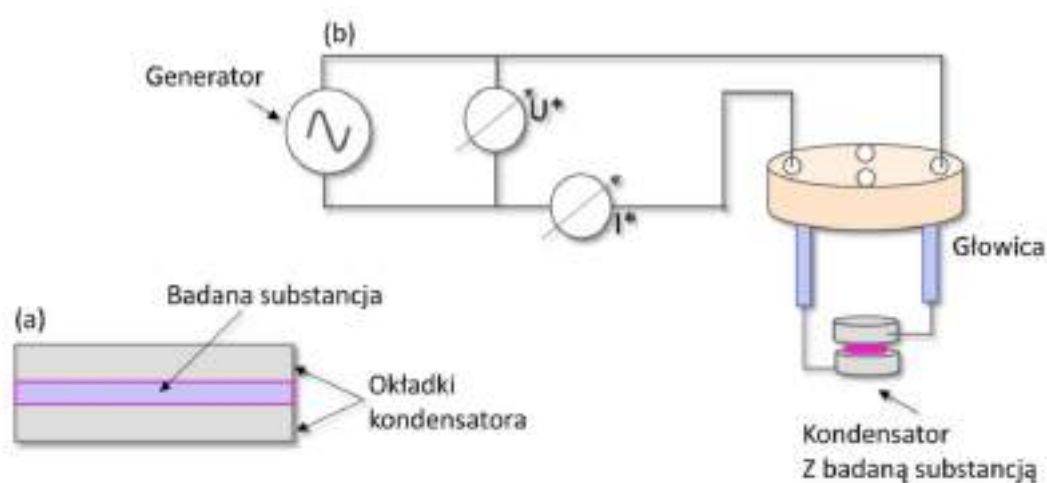 (b)
Generator
U*
I*
Głowica
Badana substancja
(a)
Okładki
kondensatora
Kondensator
Z badaną substancją